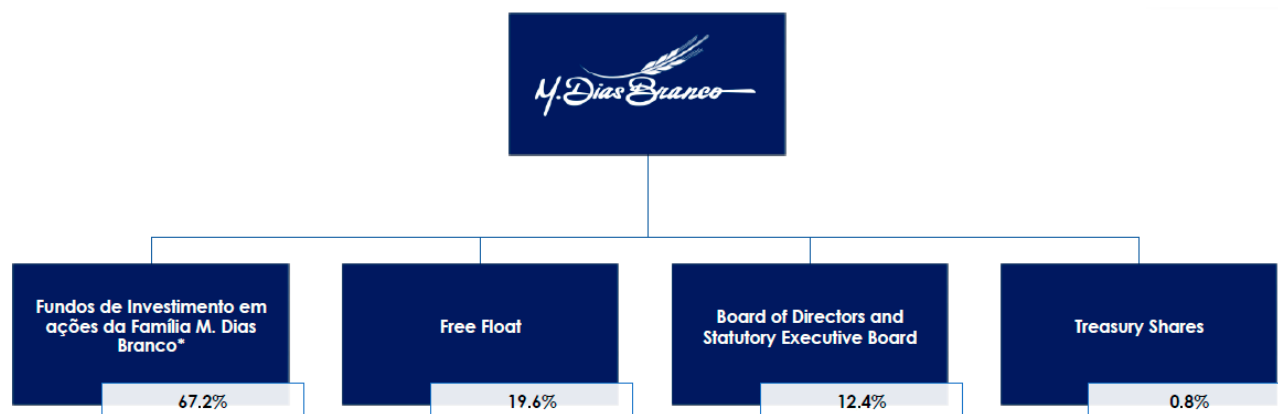 M. Dias Branco
Fundos de Investimento em
ações da Família M. Dias
Branco*
67.2%
Free Float
19.6%
Board of Directors and
Statutory Executive Board
12.4%
Treasury Shares
0.8%